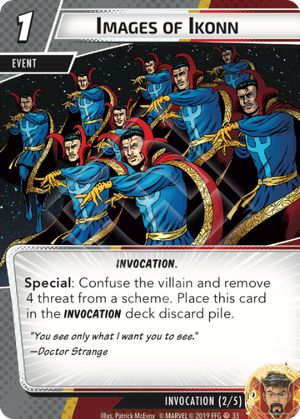 1
IMAGES OF IKONN
EVENT
INVOCATION.
Special: Confuse the villain and remove
4 threat from a scheme. Place this card
in the INVOCATION deck discard pile.
"You see only what I want you to see."
—Doctor Strange
INVOCATION (2/5)
Illus. Patrick McEvoy © MARVEL © 2019 FFG 33